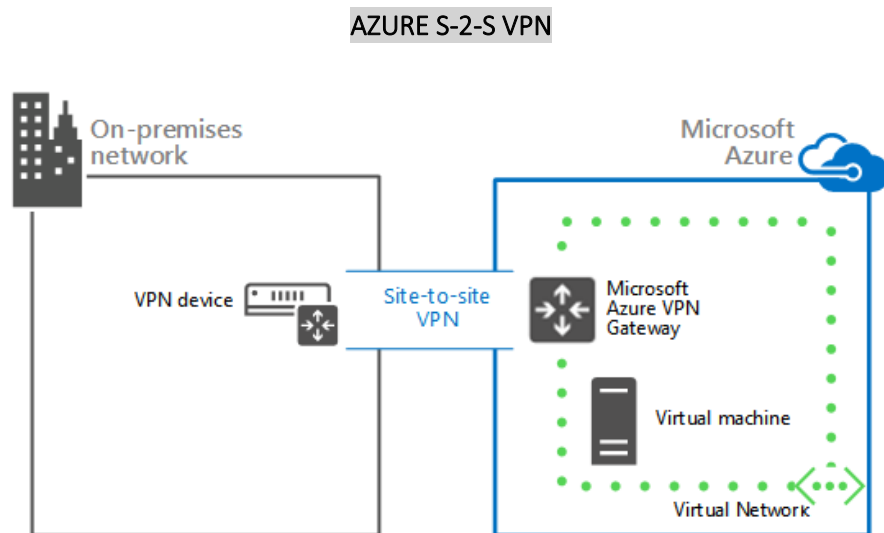 AZURE S-2-S VPN
On-premises
network
Microsoft
Azure
VPN device
Site-to-site
VPN
Microsoft
Azure VPN
Gateway
Virtual machine
Virtual Network